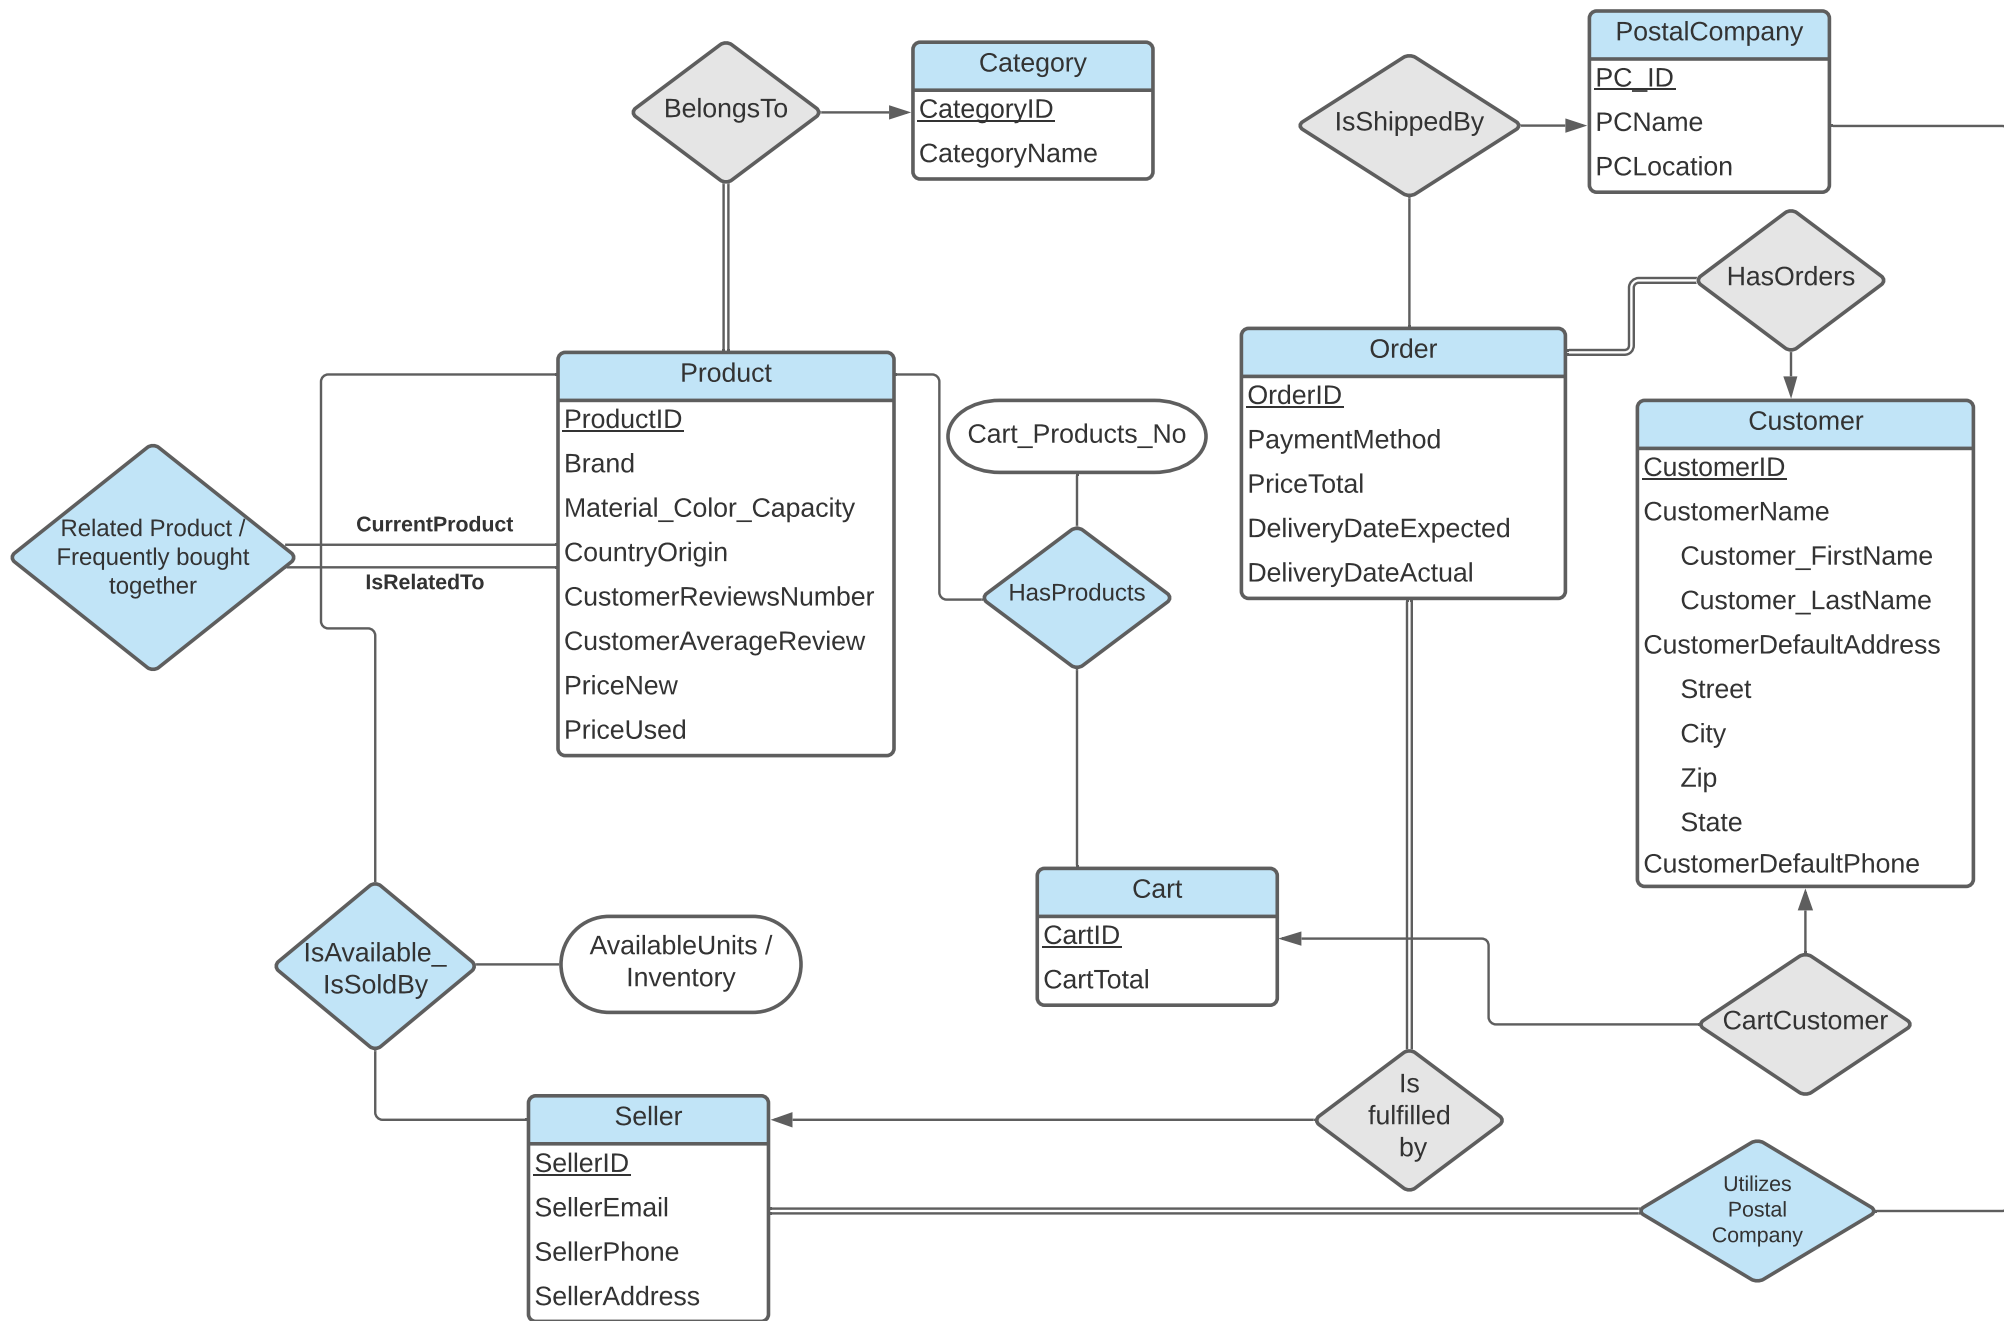 PostalCompany
PC_ID
PCName
PCLocation
Category
CategoryID
CategoryName
BelongsTo
IsShippedBy
HasOrders
Product
ProductID
Brand
Material_Color_Capacity
CountryOrigin
CustomerReviewsNumber
CustomerAverageReview
PriceNew
PriceUsed
Order
OrderID
PaymentMethod
PriceTotal
DeliveryDateExpected
DeliveryDateActual
Cart_Products_No
HasProducts
Customer
CustomerID
CustomerName
Customer_FirstName
Customer_LastName
CustomerDefaultAddress
Street
City
Zip
State
CustomerDefaultPhone
Related Product /
Frequently bought
together
CurrentProduct
IsRelatedTo
IsAvailable_
IsSoldBy
AvailableUnits /
Inventory
Cart
CartID
CartTotal
CartCustomer
Is
fulfilled
by
Seller
SellerID
SellerEmail
SellerPhone
SellerAddress
Utilizes
Postal
Company